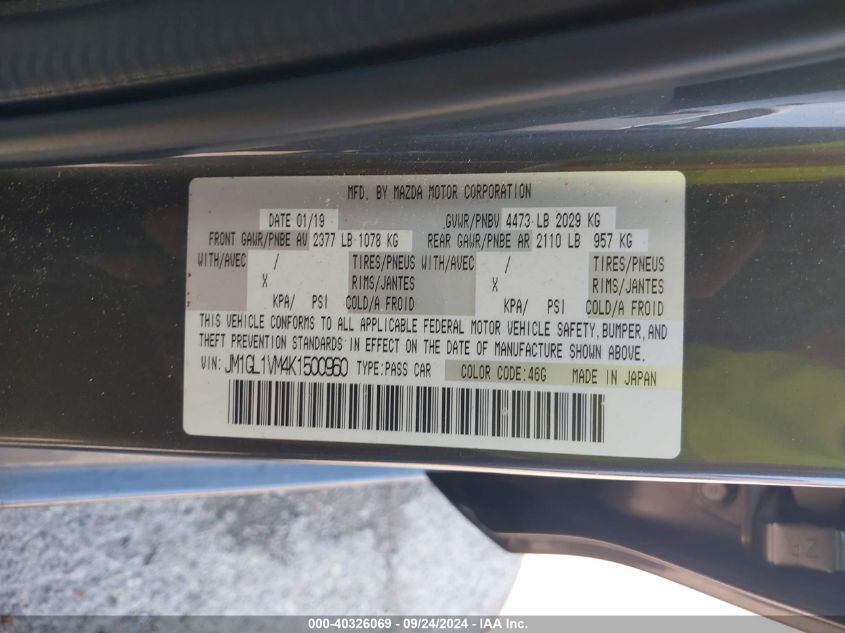 MFD. BY MAZDA MOTOR CORPORATION
DATE 01/19 GVWR/PNBV 4473 LB 2029 KG
FRONT GAWR/PNBE AV 2377 LB 1078 KG REAR GAWR/PNBE AR 2110 LB 957 KG
WITH/AVEC / TIRES/PNEUS WITH/AVEC / TIRES/PNEUS
X RIMS/JANTES X RIMS/JANTES
KPA/ PSI COLD/A FROID KPA/ PSI COLD/A FROID
THIS VEHICLE CONFORMS TO ALL APPLICABLE FEDERAL MOTOR VEHICLE SAFETY, BUMPER, AND
THEFT PREVENTION STANDARDS IN EFFECT ON THE DATE OF MANUFACTURE SHOWN ABOVE.
VIN: JM1GL1VM4K1500960 TYPE:PASS CAR COLOR CODE:46G MADE IN JAPAN
000-40326069 - 09/24/2024 - IAA Inc.